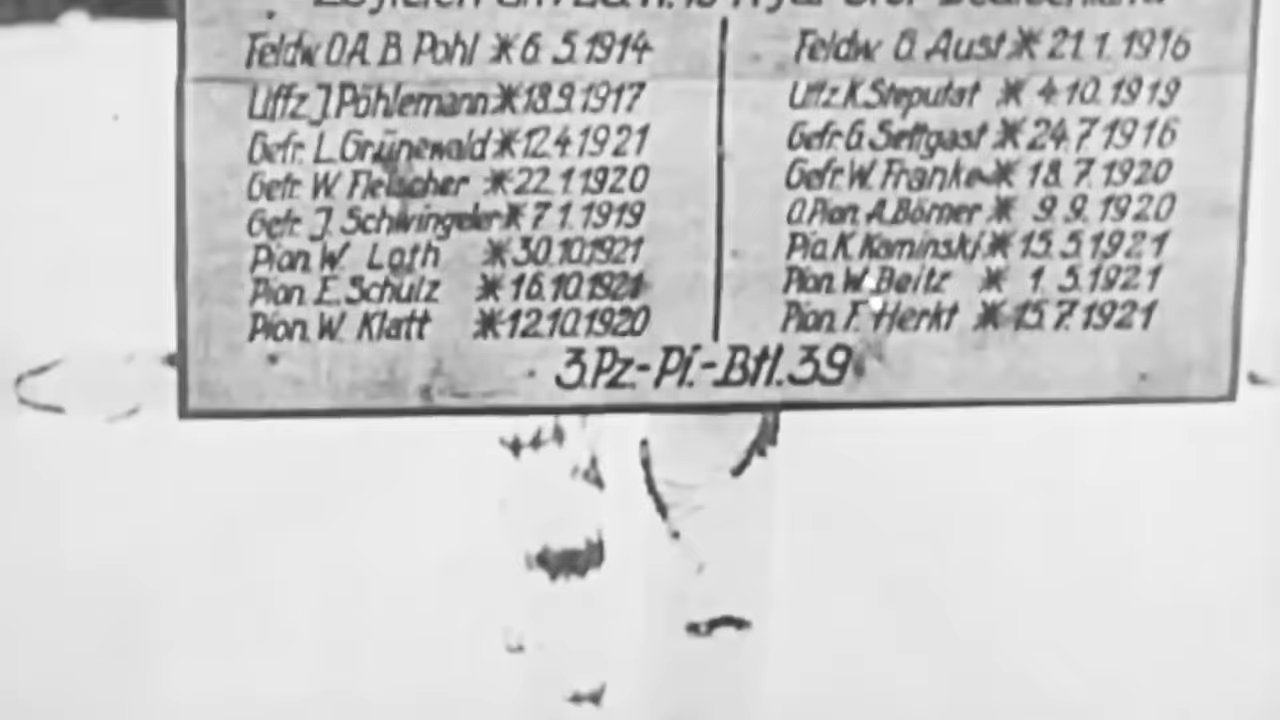 Feldw. O.A. B. Pohl * 6. 5. 1914
Uffz. J. Pöhlemann * 18.9.1917
Gefr. L. Grünewald * 12.4.1921
Gefr. W. Fleischer * 22.1.1920
Gefr. J. Schwingeler * 7.1.1919
Pion. W. Loth * 30.10.1921
Pion. E. Schulz * 16.10.1921
Pion. W. Klatt * 12.10.1920
Feldw. O. Aust * 21.1.1916
Uffz. K. Steputat * 4.10.1919
Gefr. G. Settgast * 24.7.1916
Gefr. W. Franke * 18.7.1920
O.Pion. A. Börner * 9.9.1920
Pio. K. Kaminski * 15.5.1921
Pion. W. Beitz * 1.5.1921
Pion. F. Herkt * 15.7.1921
3.Pz.-Pi.-Btl.39